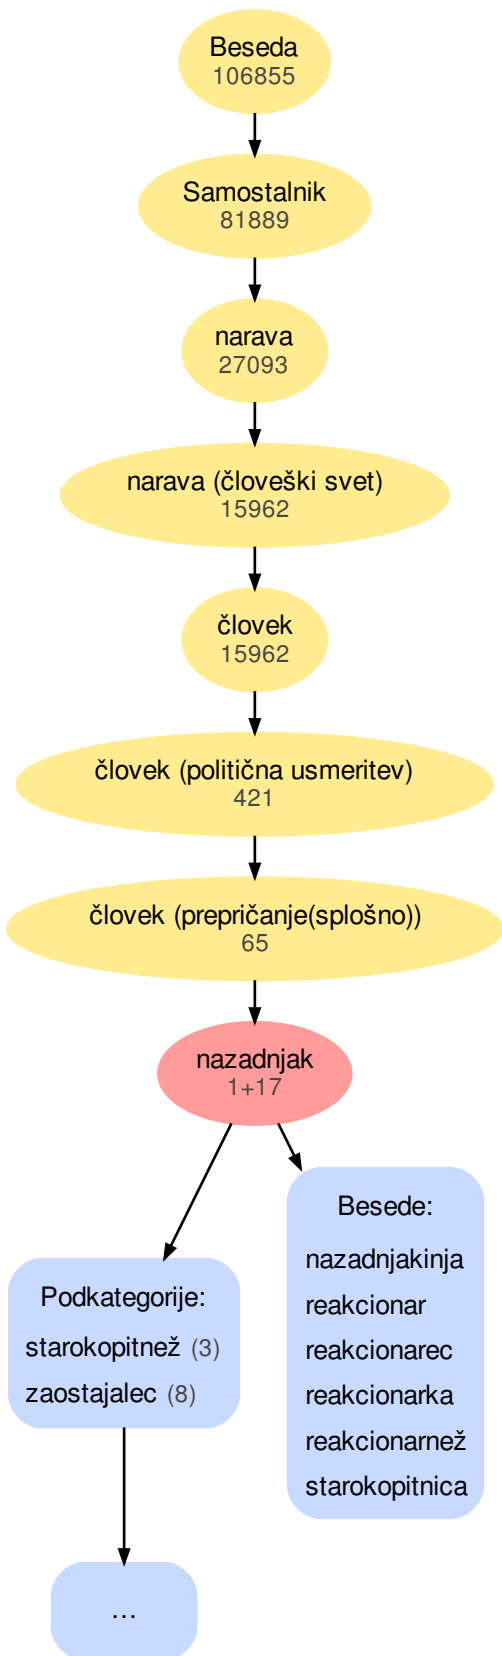 Beseda
106855
Samostalnik
81889
narava
27093
narava (človeški svet)
15962
človek
15962
človek (politična usmeritev)
421
človek (prepričanje(splošno))
65
nazadnjak
1+17
Besede:
nazadnjakinja
reakcionar
reakcionarec
reakcionarka
reakcionarnež
starokopitnica
Podkategorije:
starokopitnež (3)
zaostajalec (8)
...